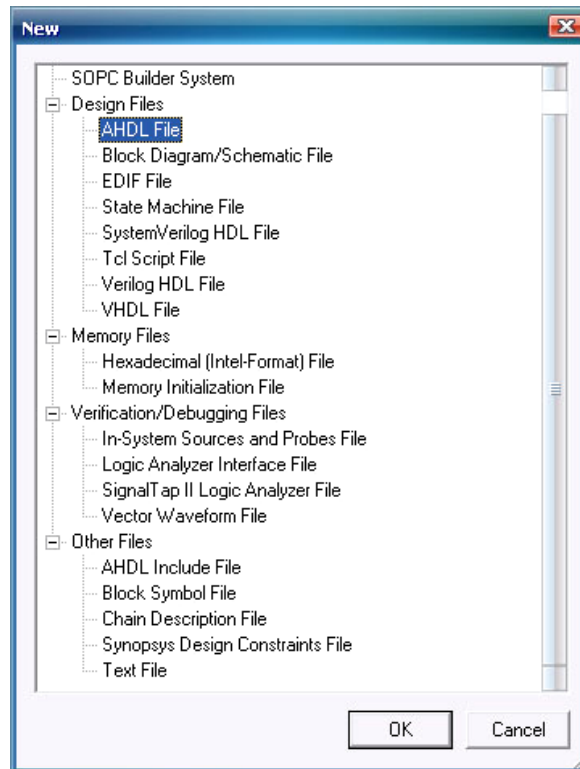 New
SOPC Builder System
Design Files
AHDL File
Block Diagram/Schematic File
EDIF File
State Machine File
SystemVerilog HDL File
Tcl Script File
Verilog HDL File
VHDL File
Memory Files
Hexadecimal (Intel-Format) File
Memory Initialization File
Verification/Debugging Files
In-System Sources and Probes File
Logic Analyzer Interface File
SignalTap II Logic Analyzer File
Vector Waveform File
Other Files
AHDL Include File
Block Symbol File
Chain Description File
Synopsys Design Constraints File
Text File
OK Cancel